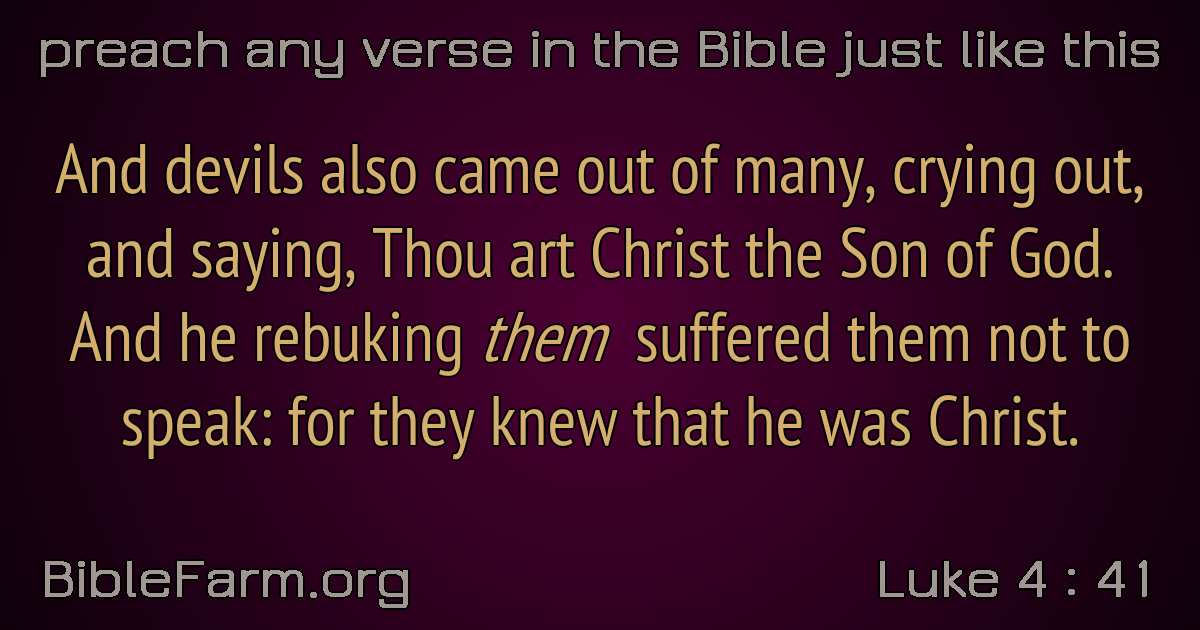 preach any verse in the Bible just like this
And devils also came out of many, crying out,
and saying, Thou art Christ the Son of God.
And he rebuking them suffered them not to
speak: for they knew that he was Christ.
BibleFarm.org
Luke 4 : 41